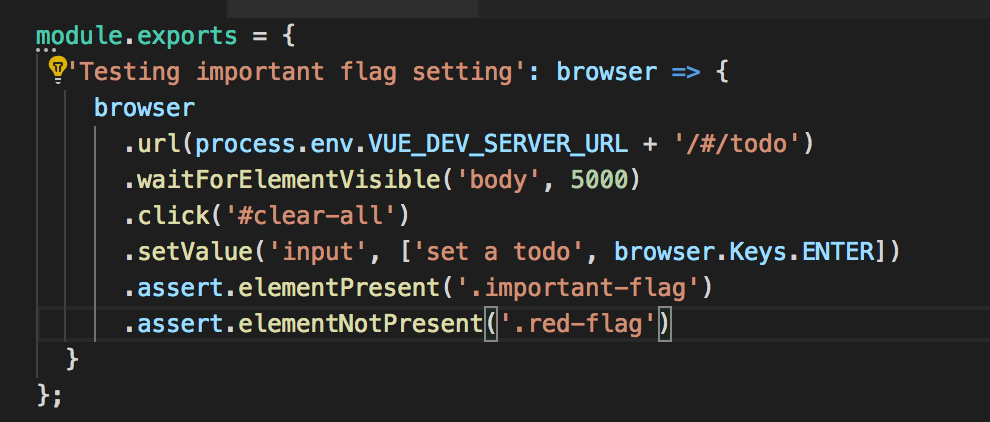 module.exports = {
'Testing important flag setting': browser => {
browser
.url(process.env.VUE_DEV_SERVER_URL + '/#/todo')
.waitForElementVisible('body', 5000)
.click('#clear-all')
.setValue('input', ['set a todo', browser.Keys.ENTER])
.assert.elementPresent('.important-flag')
.assert.elementNotPresent('.red-flag')
}
};